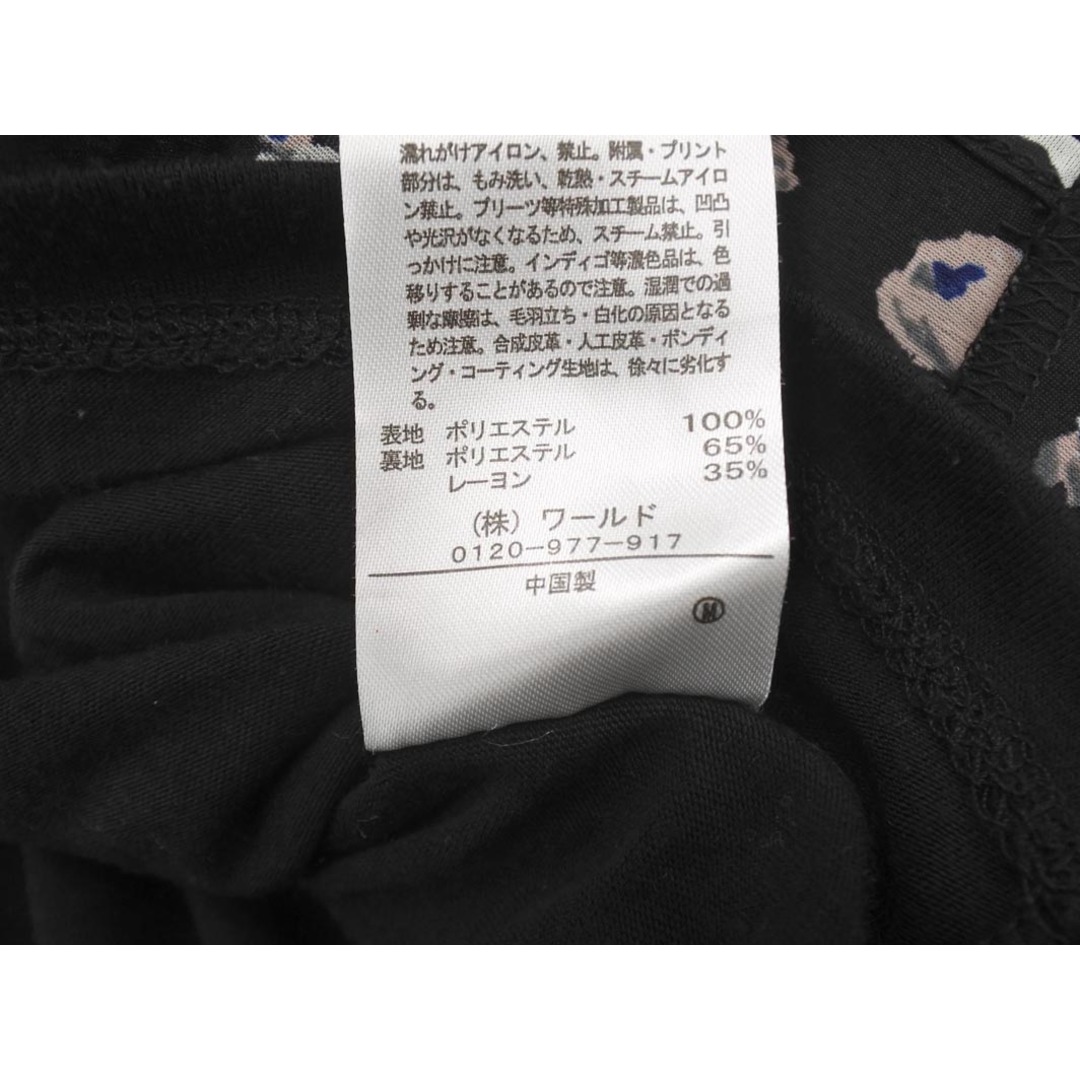 濡れがけアイロン、禁止。附属・プリント
部分は、もみ洗い、乾熱・スチームアイロ
ン禁止。プリーツ等特殊加工製品は、凹凸
や光沢がなくなるため、スチーム禁止。引
っかけに注意。インディゴ等濃色品は、色
移りすることがあるので注意。湿潤での過
剰な摩擦は、毛羽立ち・白化の原因となる
ため注意。合成皮革・人工皮革・ボンディ
ング・コーティング生地は、徐々に劣化す
る。
表地 ポリエステル 100%
裏地 ポリエステル 65%
レーヨン 35%
(株) ワールド
0120-977-917
中国製
M